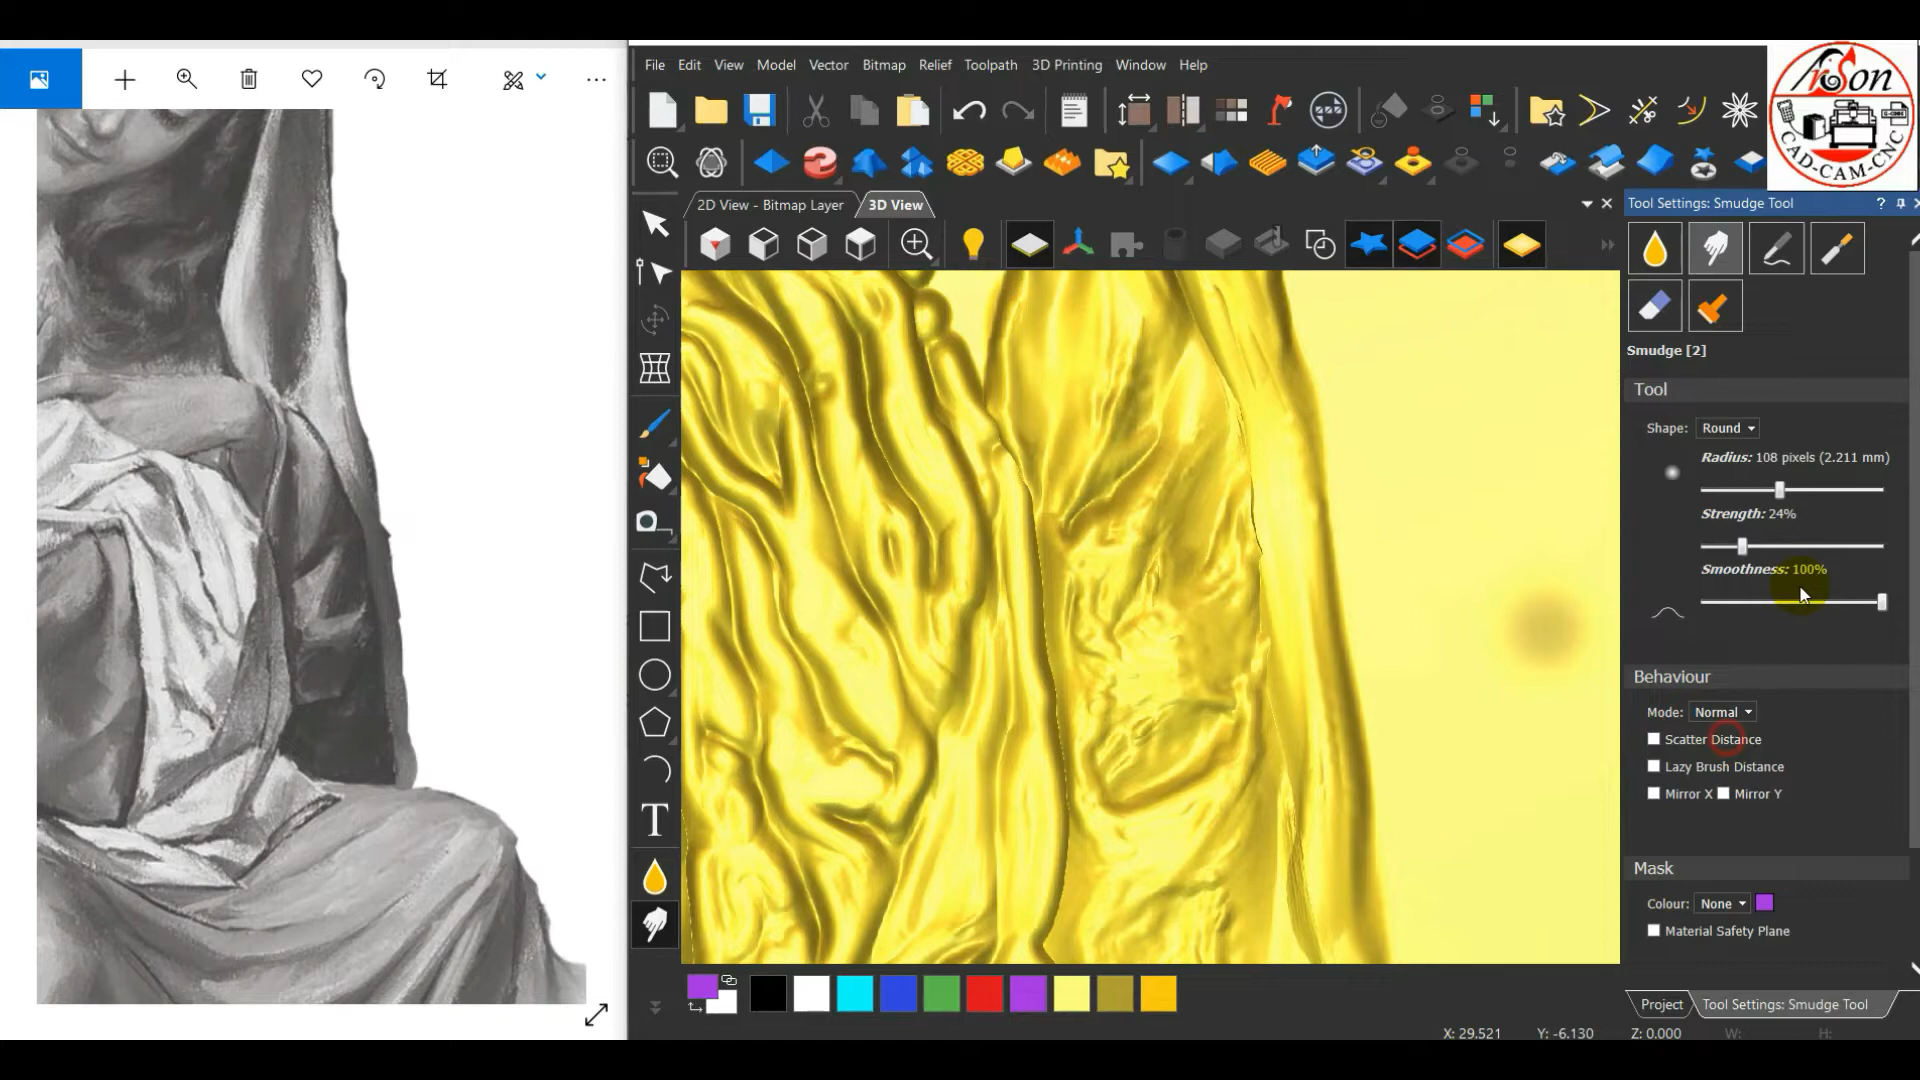 File Edit View Model Vector Bitmap Relief Toolpath 3D Printing Window Help
ArSon
G-CODE
CAD-CAM-CNC
2D View - Bitmap Layer 3D View
Tool Settings: Smudge Tool
Smudge [2]
Tool
Shape: Round
Radius: 108 pixels (2.211 mm)
Strength: 24%
Smoothness: 100%
Behaviour
Mode: Normal
Scatter Distance
Lazy Brush Distance
Mirror X Mirror Y
Mask
Colour: None
Material Safety Plane
Project Tool Settings: Smudge Tool
X: 29.521 Y: -6.130 Z: 0.000 W: H: